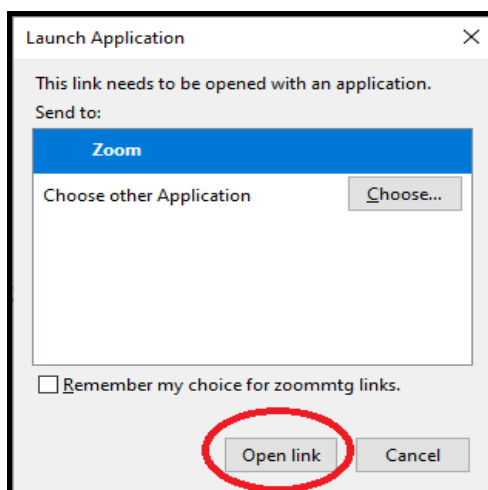 Launch Application
This link needs to be opened with an application.
Send to:
Zoom
Choose other Application
Choose...
Remember my choice for zoommtg links.
Open link
Cancel